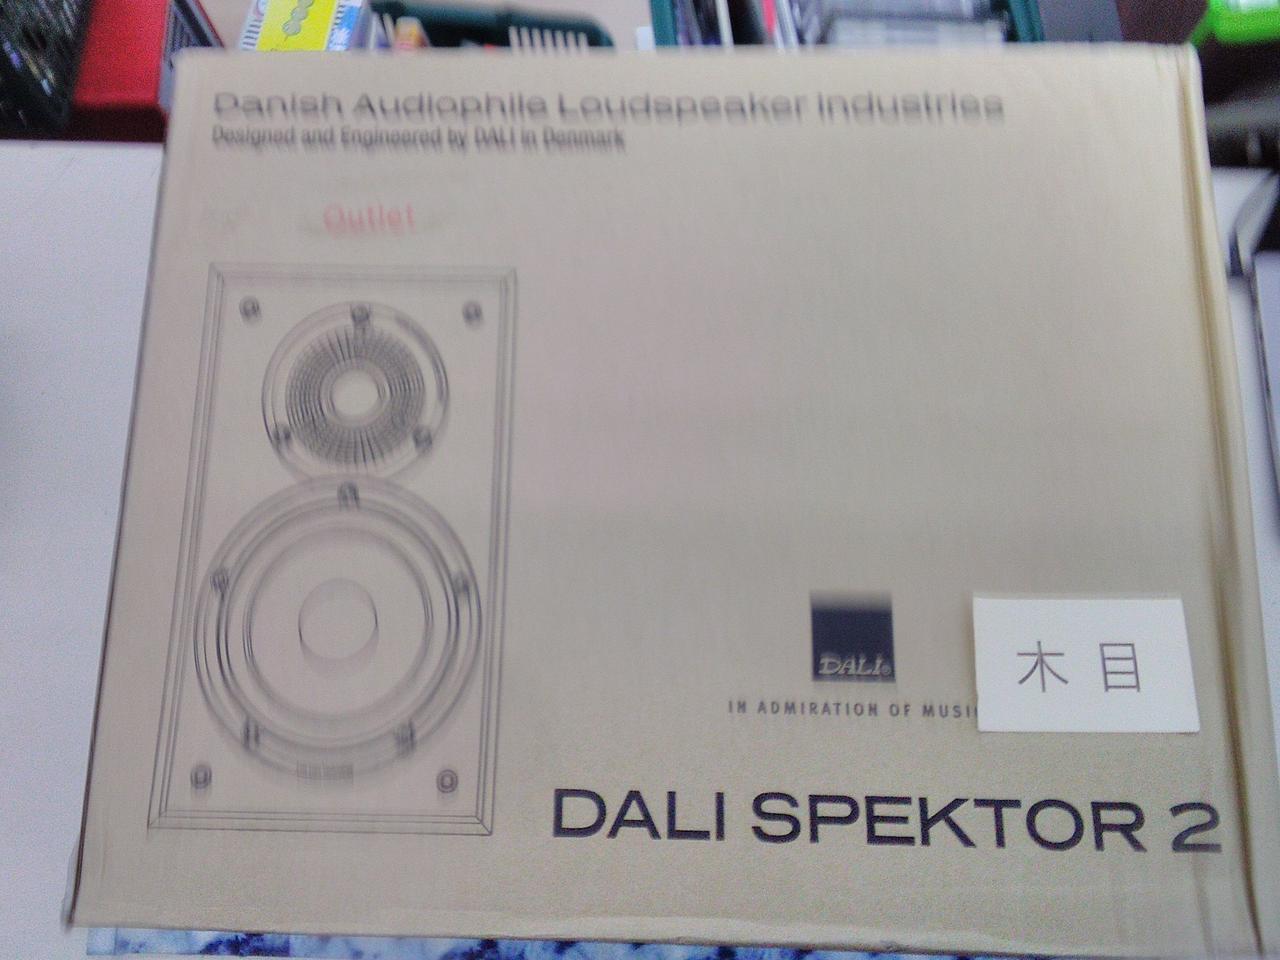 Danish Audiophile Loudspeaker Industries
Designed and Engineered by DALI in Denmark
Outlet
DALI®
IN ADMIRATION OF MUSI
木目
DALI SPEKTOR 2